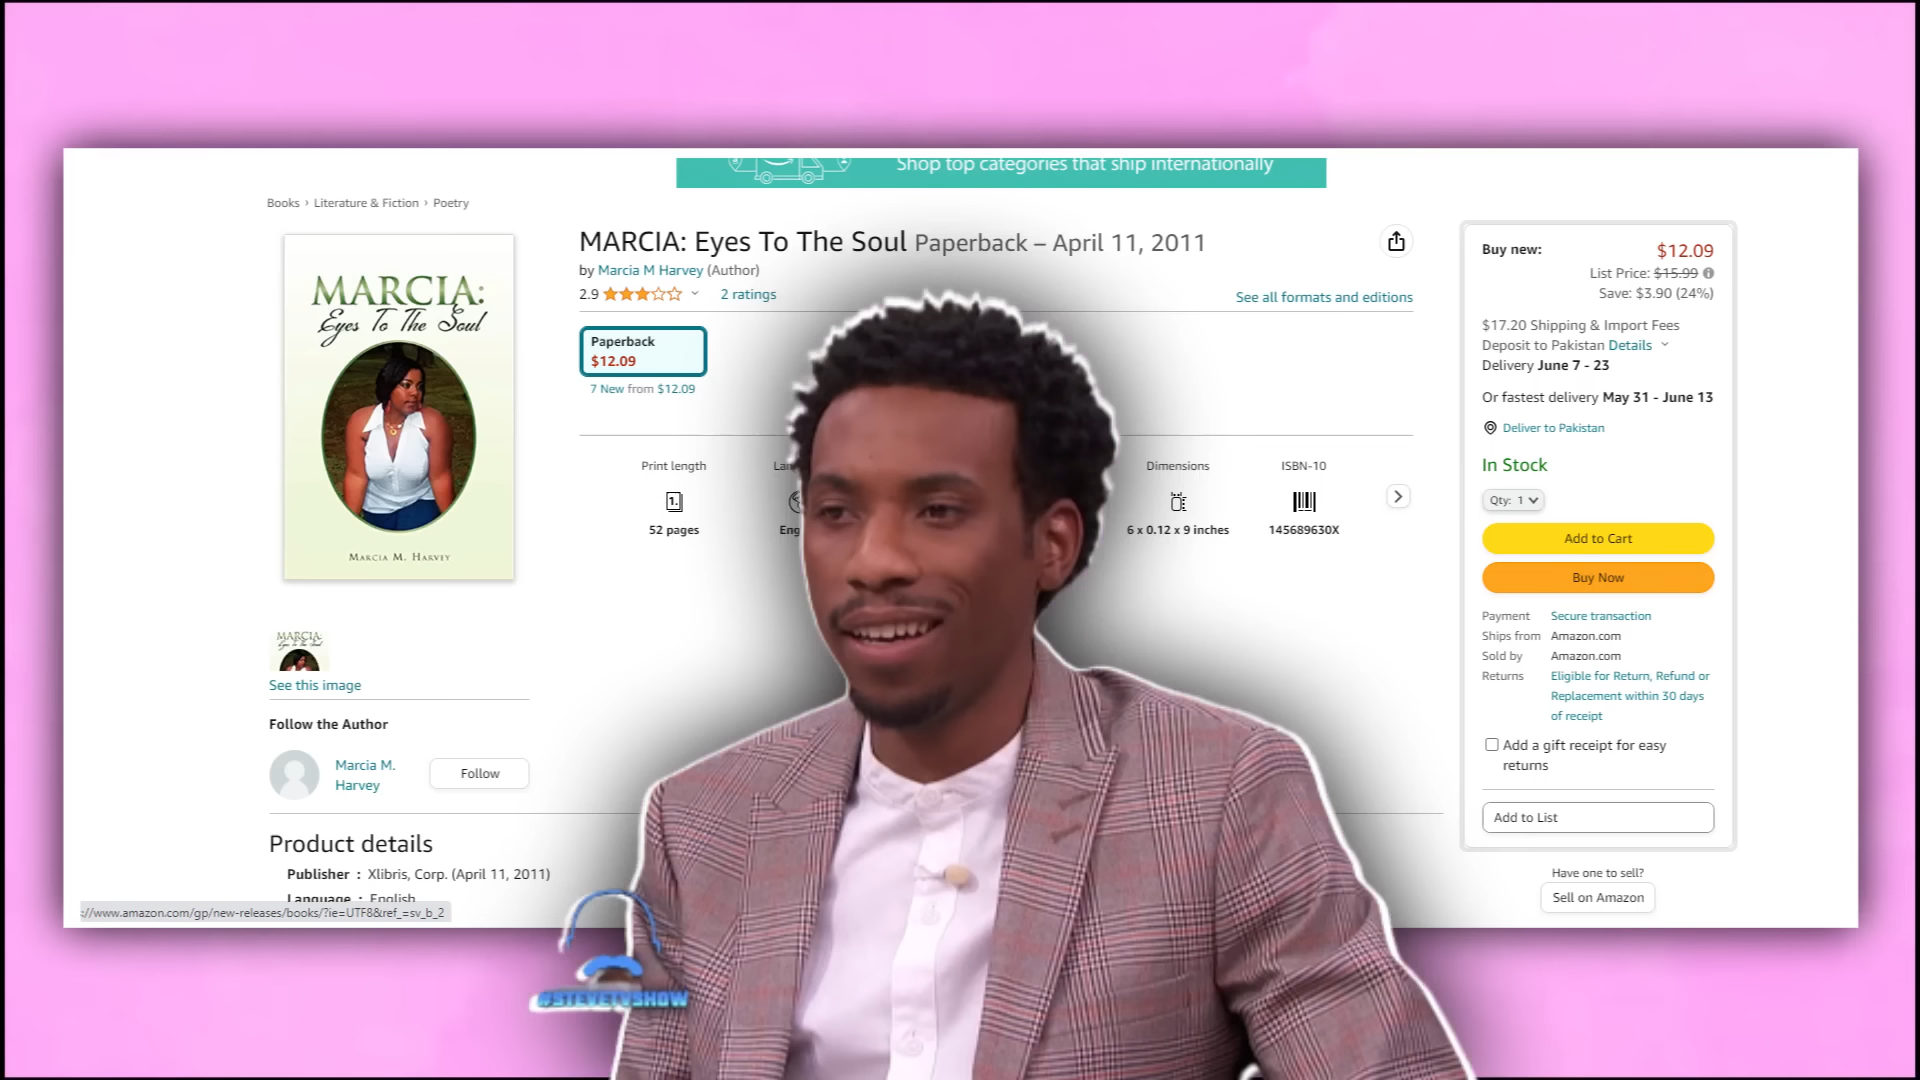 Shop top categories that ship internationally
Books › Literature & Fiction › Poetry
MARCIA:
Eyes To The Soul
MARCIA M. HARVEY
MARCIA:
Eyes To The Soul
See this image
Follow the Author
Marcia M.
Harvey
Follow
MARCIA: Eyes To The Soul Paperback – April 11, 2011
by Marcia M Harvey (Author)
2.9
2 ratings
See all formats and editions
Paperback
$12.09
7 New from $12.09
Print length
1.
52 pages
Lan
Eng
Dimensions
6 x 0.12 x 9 inches
ISBN-10
145689630X
Product details
Publisher : Xlibris, Corp. (April 11, 2011)
Language : English
://www.amazon.com/gp/new-releases/books/?ie=UTF8&ref_=sv_b_2
#STEVETVSHOW
Buy new:
$12.09
List Price: $15.99
Save: $3.90 (24%)
$17.20 Shipping & Import Fees
Deposit to Pakistan Details
Delivery June 7 - 23
Or fastest delivery May 31 - June 13
Deliver to Pakistan
In Stock
Qty: 1
Add to Cart
Buy Now
Payment Secure transaction
Ships from Amazon.com
Sold by Amazon.com
Returns Eligible for Return, Refund or
Replacement within 30 days
of receipt
Add a gift receipt for easy
returns
Add to List
Have one to sell?
Sell on Amazon